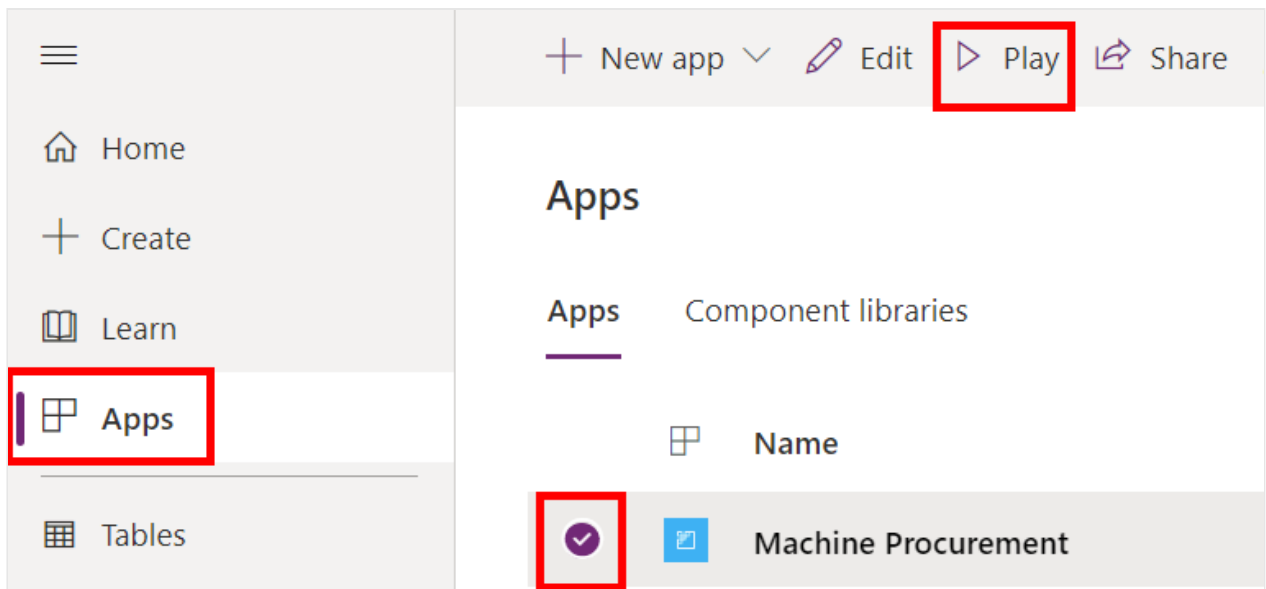 New app
Edit
Play
Share
Home
Create
Learn
Apps
Tables
Apps
Apps
Component libraries
Name
Machine Procurement